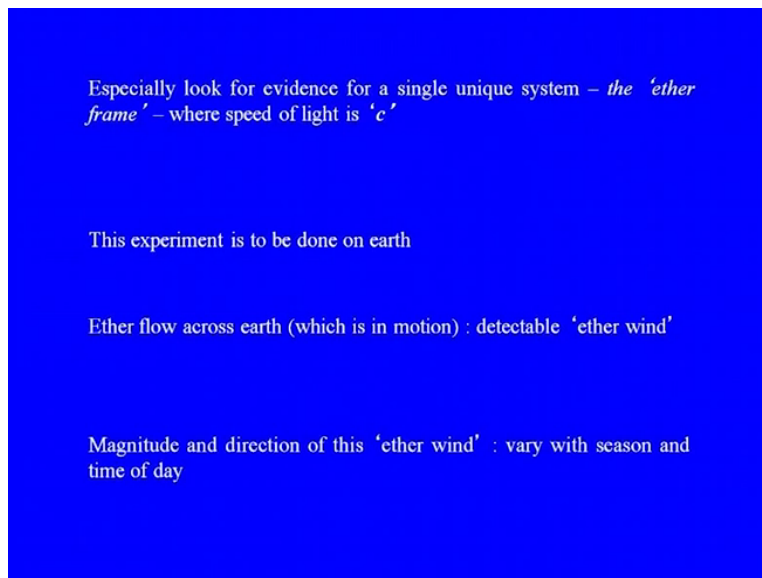 Especially look for evidence for a single unique system – the ‘ether
frame’ – where speed of light is ‘c’
This experiment is to be done on earth
Ether flow across earth (which is in motion) : detectable ‘ether wind’
Magnitude and direction of this ‘ether wind’ : vary with season and
time of day